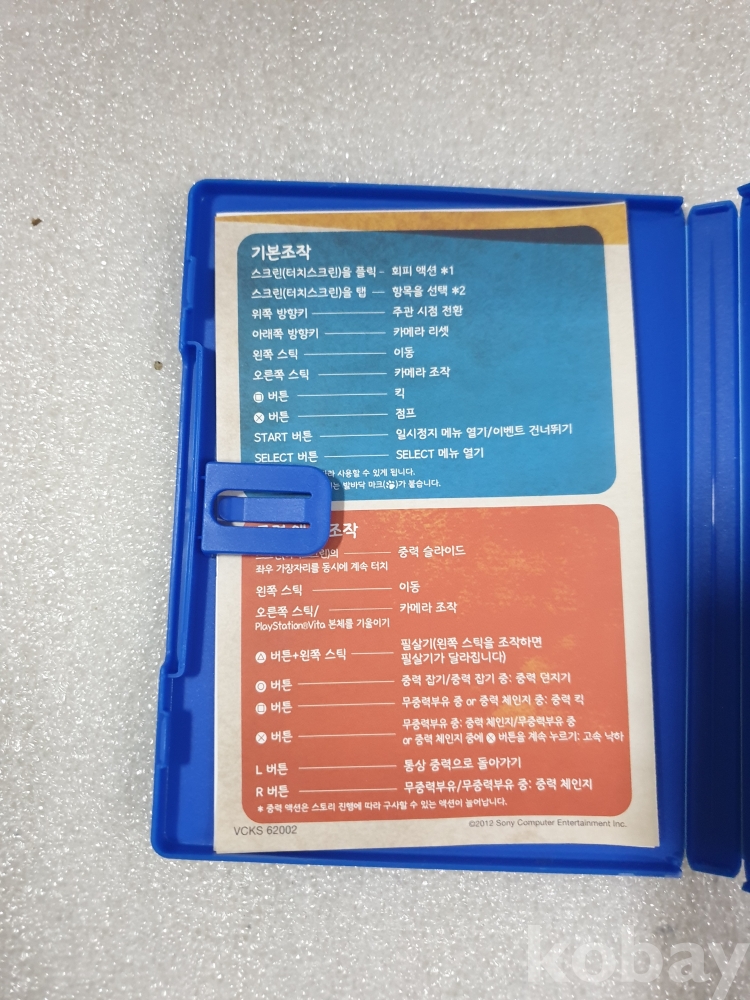 기본조작
스크린(터치스크린)을 플릭 - 회피 액션 *1
스크린(터치스크린)을 탭 — 항목을 선택 *2
위쪽 방향키 — 주관 시점 전환
아래쪽 방향키 — 카메라 리셋
왼쪽 스틱 — 이동
오른쪽 스틱 — 카메라 조작
□ 버튼 — 킥
⊗ 버튼 — 점프
START 버튼 — 일시정지 메뉴 열기/이벤트 건너뛰기
SELECT 버튼 — SELECT 메뉴 열기
사용할 수 있게 됩니다.
발바닥 마크( )가 붙습니다.
조작
좌우 가장자리를 동시에 계속 터치 — 중력 슬라이드
왼쪽 스틱 — 이동
오른쪽 스틱/ — 카메라 조작
PlayStation®Vita 본체를 기울이기
△ 버튼+왼쪽 스틱 — 필살기(왼쪽 스틱을 조작하면
필살기가 달라집니다)
○ 버튼 — 중력 잡기/중력 잡기 중: 중력 던지기
□ 버튼 — 무중력부유 중 or 중력 체인지 중: 중력 킥
⊗ 버튼 — 무중력부유 중: 중력 체인지/무중력부유 중
or 중력 체인지 중에 ⊗ 버튼을 계속 누르기: 고속 낙하
L 버튼 — 통상 중력으로 돌아가기
R 버튼 — 무중력부유/무중력부유 중: 중력 체인지
* 중력 액션은 스토리 진행에 따라 구사할 수 있는 액션이 늘어납니다.
VCKS 62002
©2012 Sony Computer Entertainment Inc.
kobay